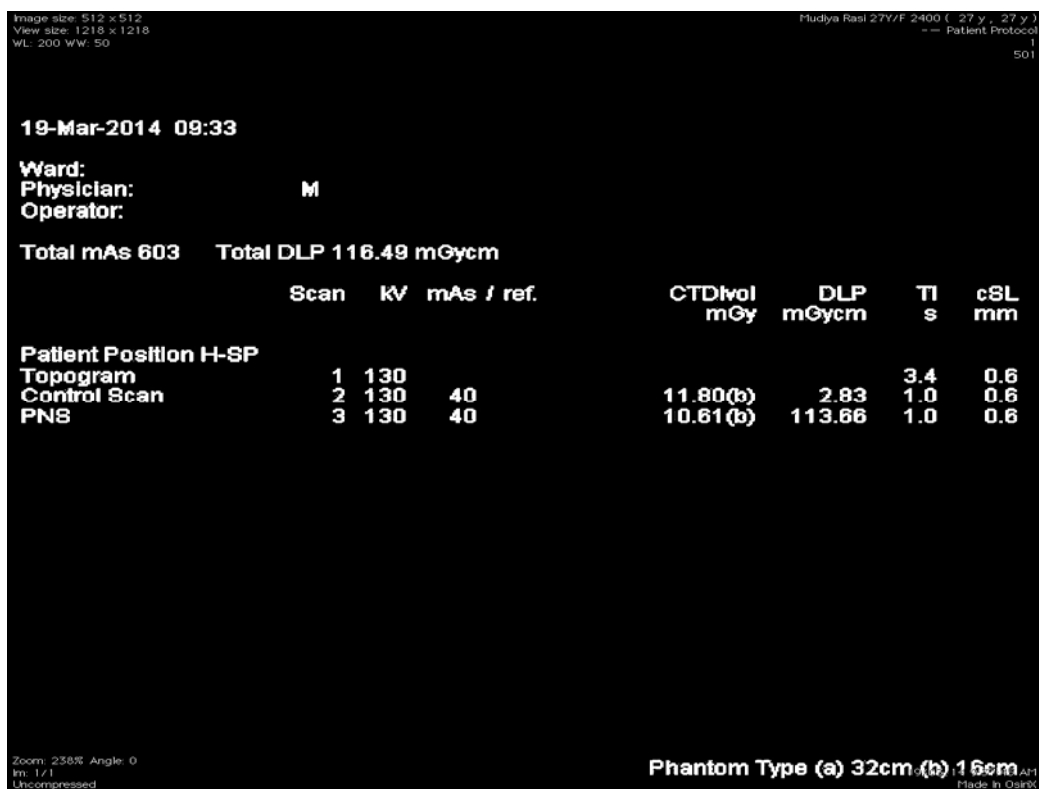 Image size: 512 x 512
View size: 1218 x 1218
WL: 200 WW: 50
Mudiya Rasi 27Y/F 2400 ( 27 y , 27 y )
-- — Patient Protocol
1
501
19-Mar-2014 09:33
Ward:
Physician: M
Operator:
Total mAs 603 Total DLP 116.49 mGycm
Scan kV mAs / ref. CTDIvol DLP TI cSL
mGy mGycm s mm
Patient Position H-SP
Topogram 1 130 3.4 0.6
Control Scan 2 130 40 11.80(b) 2.83 1.0 0.6
PNS 3 130 40 10.61(b) 113.66 1.0 0.6
Zoom: 238% Angle: 0
Im: 1/1
Uncompressed
Phantom Type (a) 32cm (b) 16cm
AM
Made In OsiriX